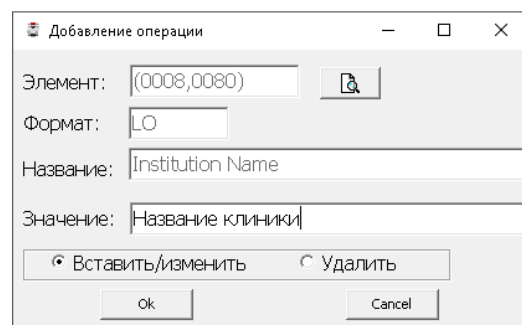 Добавление операции
Элемент: (0008,0080)
Формат: LO
Название: Institution Name
Значение: Название клиники
Вставить/изменить Удалить
Ok Cancel